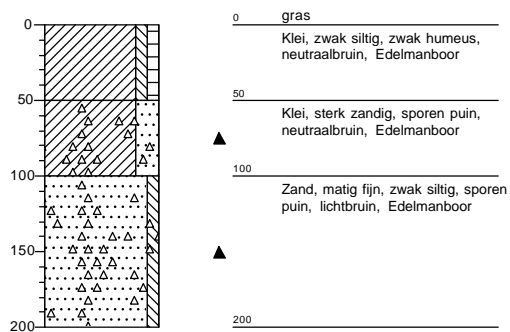 0
50
100
150
200
0 gras
Klei, zwak siltig, zwak humeus,
neutraalbruin, Edelmanboor
50
Klei, sterk zandig, sporen puin,
neutraalbruin, Edelmanboor
100
Zand, matig fijn, zwak siltig, sporen
puin, lichtbruin, Edelmanboor
200